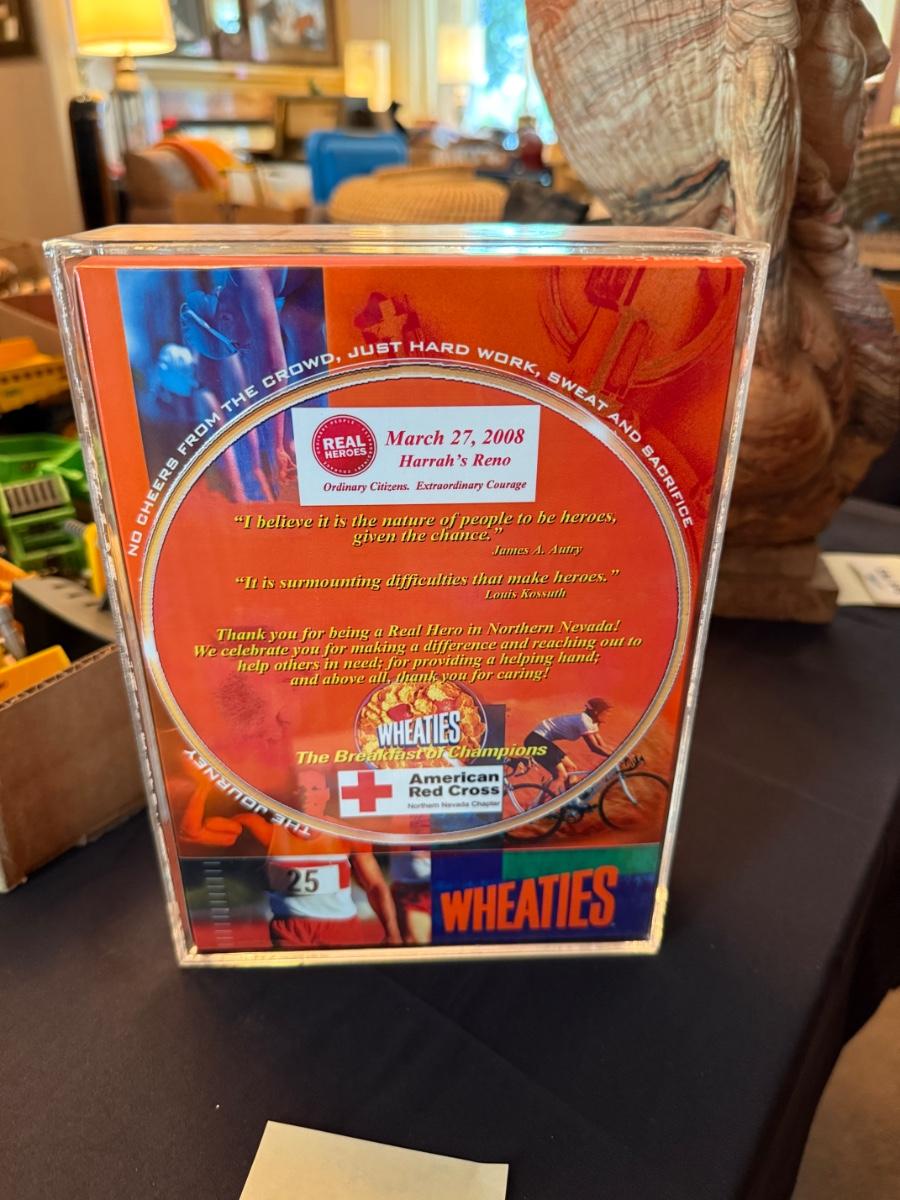 NO CHEERS FROM THE CROWD, JUST HARD WORK, SWEAT AND SACRIFICE
REAL
HEROES
March 27, 2008
Harrah's Reno
Ordinary Citizens. Extraordinary Courage
"I believe it is the nature of people to be heroes,
given the chance."
James A. Autry
"It is surmounting difficulties that make heroes."
Louis Kossuth
Thank you for being a Real Hero in Northern Nevada!
We celebrate you for making a difference and reaching out to
help others in need; for providing a helping hand;
and above all, thank you for caring!
WHEATIES
The Breakfast of Champions
American
Red Cross
Northern Nevada Chapter
THE JOURNEY
25
WHEATIES